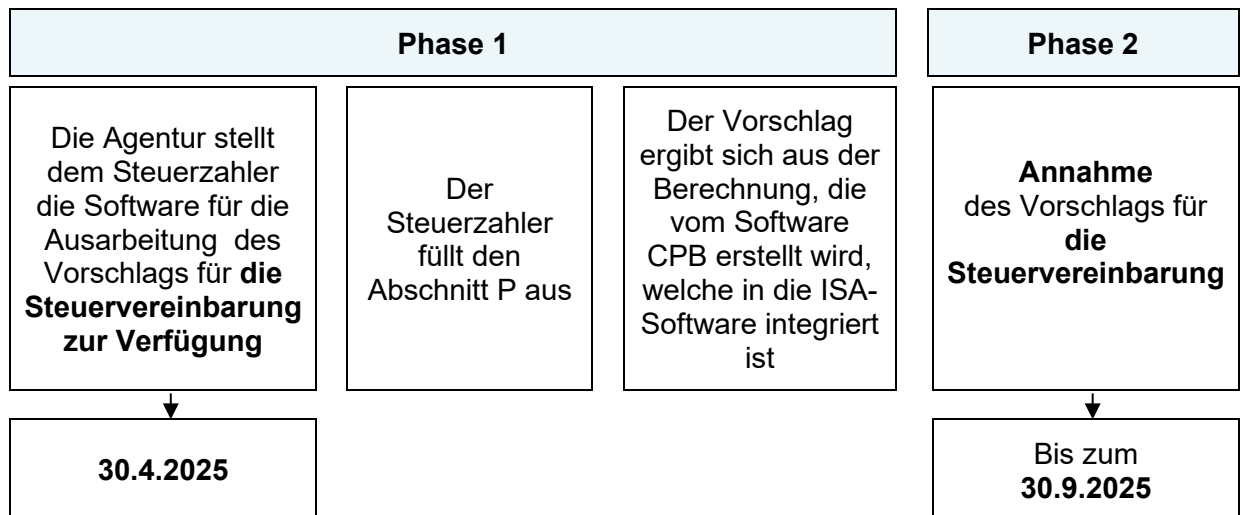 Phase 1
Phase 2
Die Agentur stellt
dem Steuerzahler
die Software für die
Ausarbeitung des
Vorschlags für die
Steuervereinbarung
zur Verfügung
Der
Steuerzahler
füllt den
Abschnitt P aus
Der Vorschlag
ergibt sich aus der
Berechnung, die
vom Software
CPB erstellt wird,
welche in die ISA-
Software integriert
ist
Annahme
des Vorschlags für
die
Steuervereinbarung
30.4.2025
Bis zum
30.9.2025